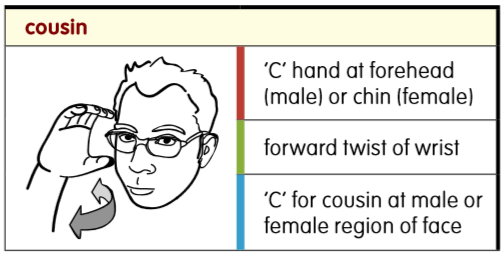 cousin
'C' hand at forehead
(male) or chin (female)
forward twist of wrist
'C' for cousin at male or
female region of face